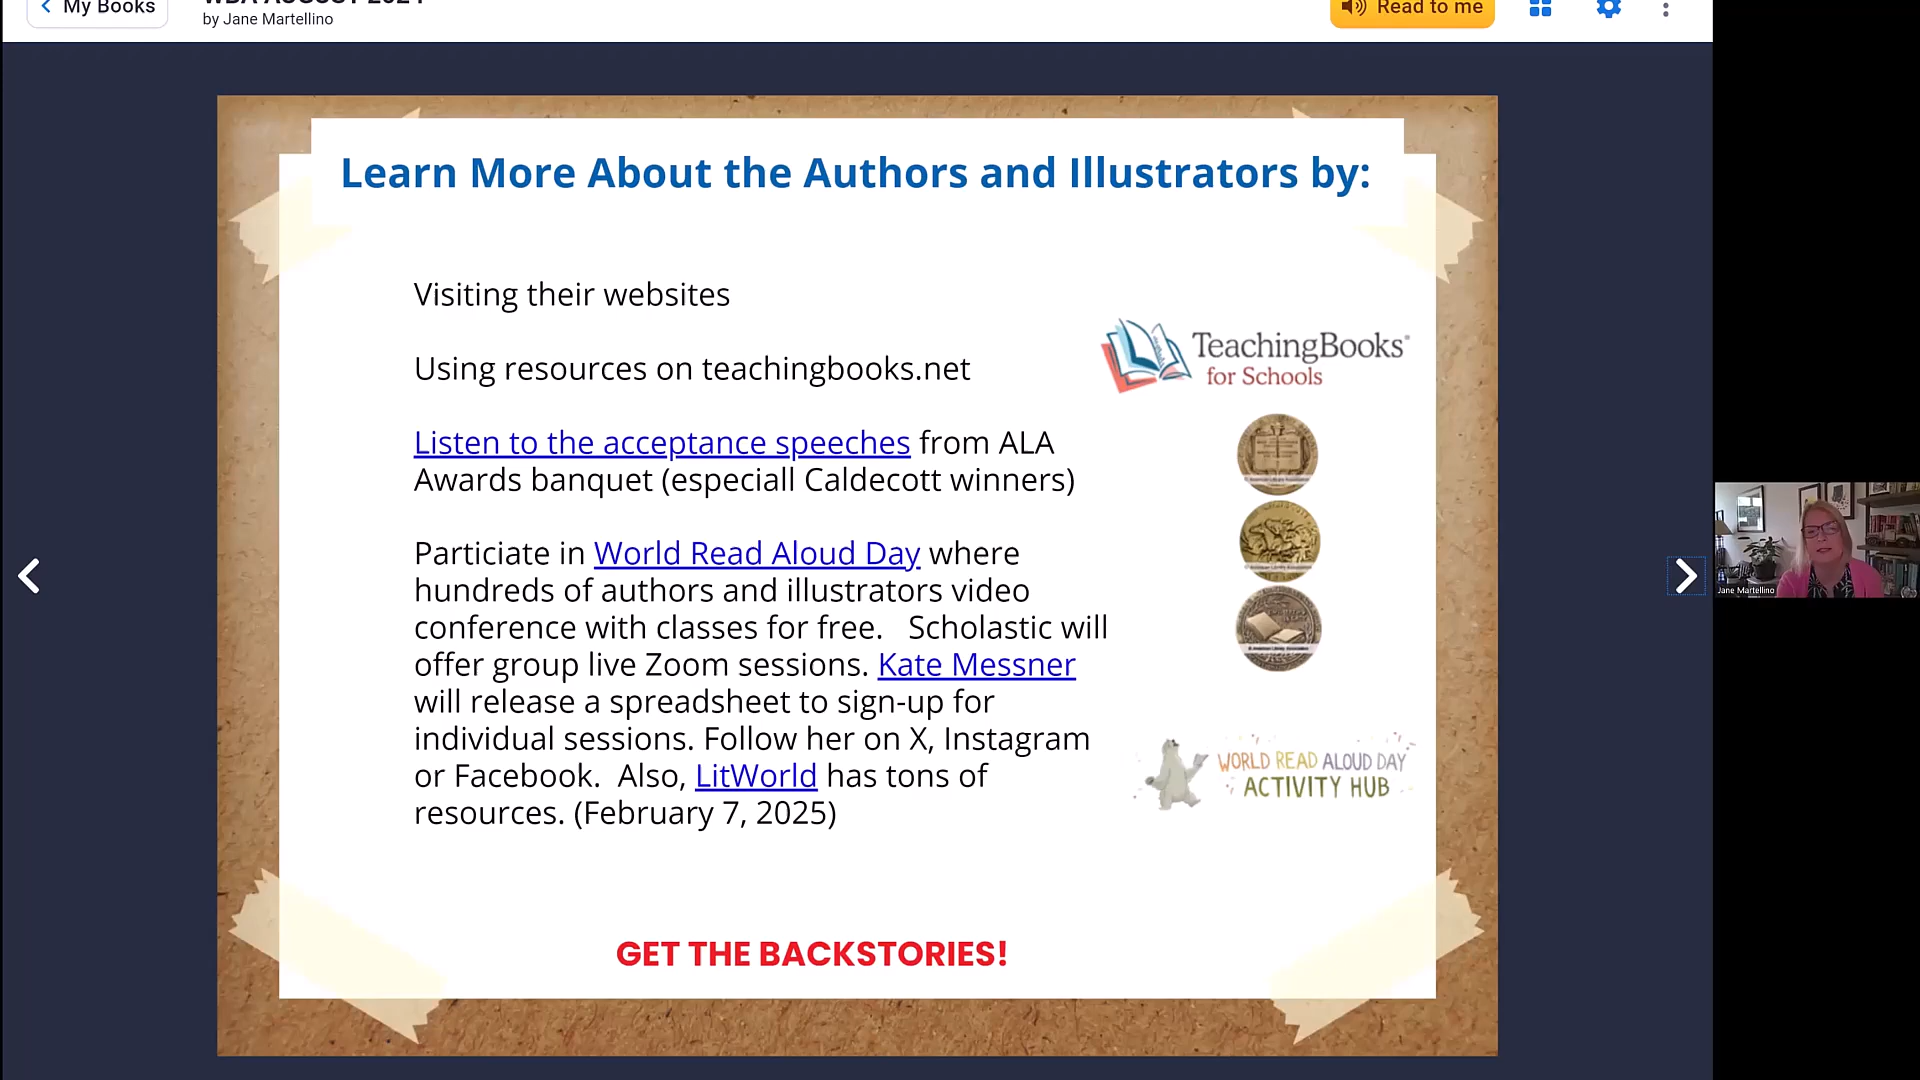 My Books
WBA AUGUST 2024
by Jane Martellino
Read to me
Learn More About the Authors and Illustrators by:
Visiting their websites
Using resources on teachingbooks.net
Listen to the acceptance speeches from ALA
Awards banquet (especiall Caldecott winners)
Particiate in World Read Aloud Day where
hundreds of authors and illustrators video
conference with classes for free. Scholastic will
offer group live Zoom sessions. Kate Messner
will release a spreadsheet to sign-up for
individual sessions. Follow her on X, Instagram
or Facebook. Also, LitWorld has tons of
resources. (February 7, 2025)
TeachingBooks®
for Schools
WORLD READ ALOUD DAY
ACTIVITY HUB
GET THE BACKSTORIES!
Jane Martellino